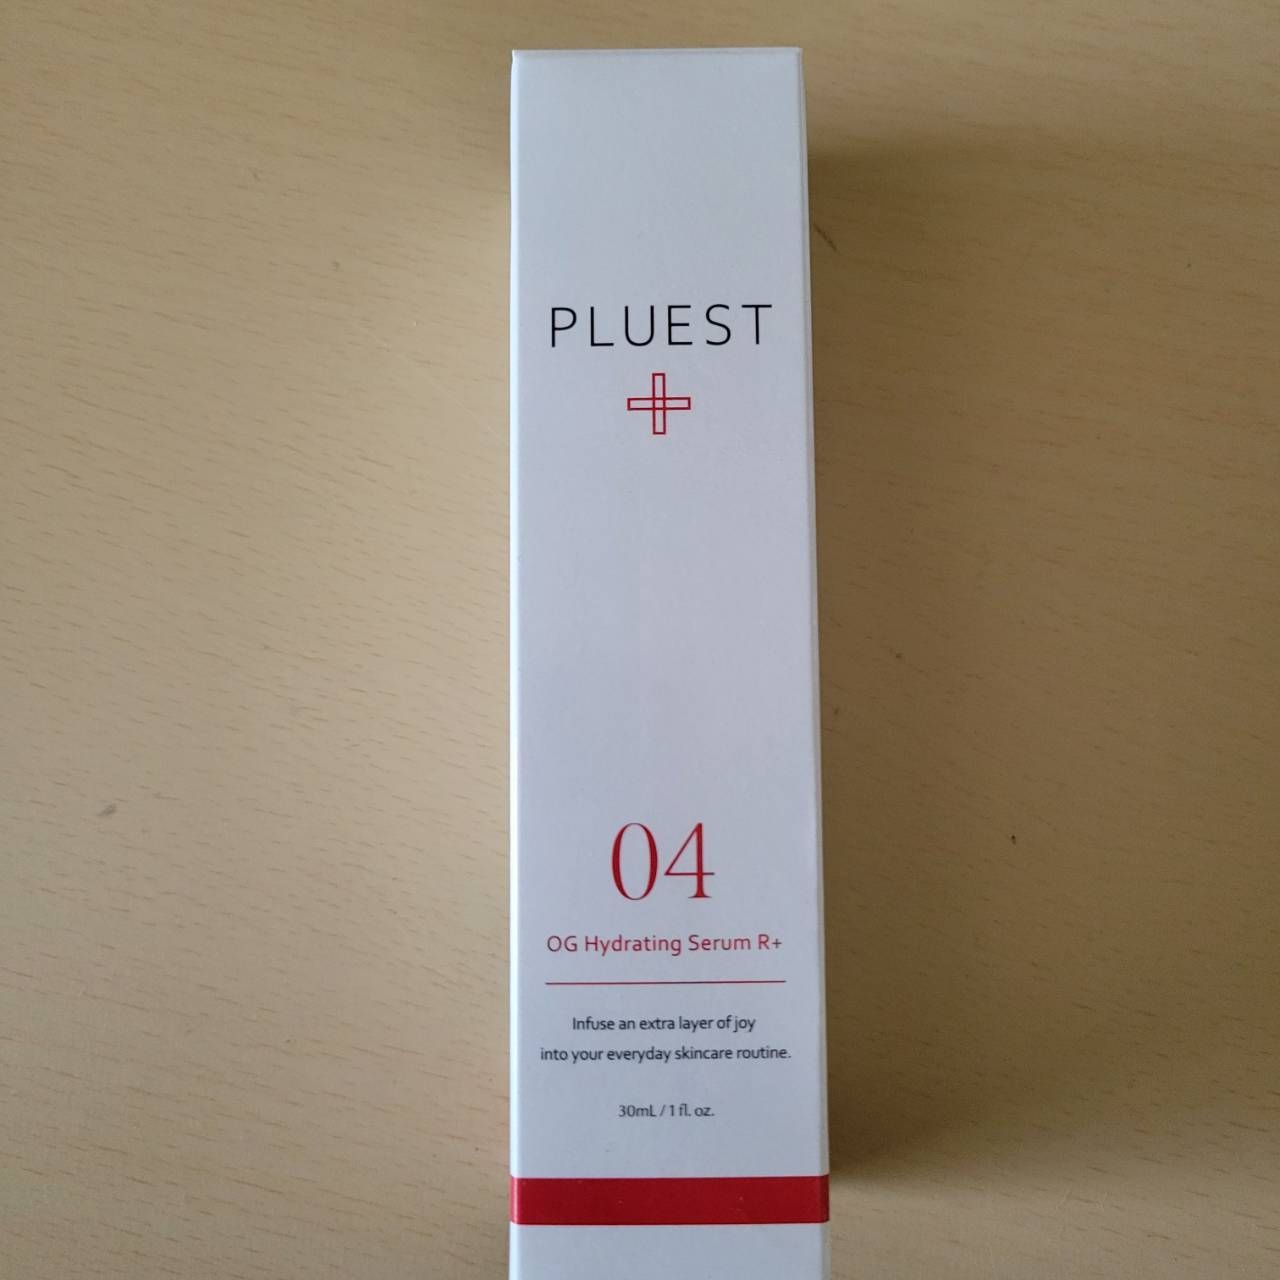 PLUEST
04
OG Hydrating Serum R+
Infuse an extra layer of joy
into your everyday skincare routine.
30mL / 1 fl. oz.